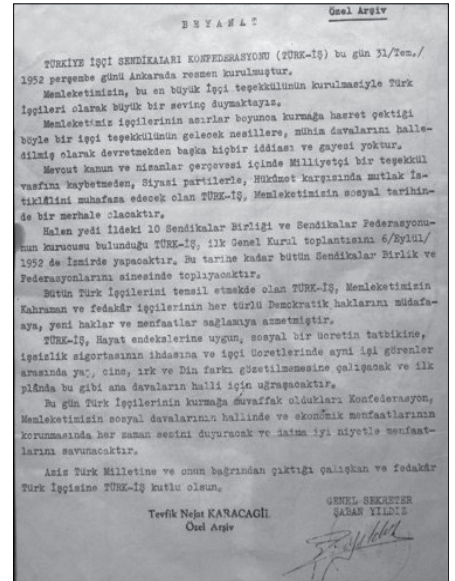 Özel Arşiv
BEYANAT
TÜRKİYE İŞÇİ SENDİKALARI KONFEDERASYONU (TÜRK-İŞ) bu gün 31/Tem./
1952 perşembe günü Ankarada resmen kurulmuştur.
Memleketimizin, bu en büyük İşçi teşekkülünün kurulmasiyle Türk
İşçileri olarak büyük bir sevinç duymaktayız.
Memleketimiz işçilerinin asırlar boyunca kurmağa hasret çektiği
böyle bir işçi teşekkülünün gelecek nesillere, mühim davalarını halle-
dilmiş olarak devretmekden başka hiçbir iddiası ve gayesi yoktur.
Mevcut kanun ve nizamlar çerçevesi içinde Milliyetçi bir teşekkül
vasfını kaybetmeden, Siyasi partilerle, Hükûmet karşısında mutlak İs-
tiklâlini muhafaza edecek olan TÜRK-İŞ, Memleketimizin sosyal tarihin-
de bir merhale olacaktır.
Halen yedi İldeki 10 Sendikalar Birliği ve Sendikalar Federasyonu-
nun kurucusu bulunduğu TÜRK-İŞ, ilk Genel Kurul toplantısını 6/Eylül/
1952 de İzmirde yapacaktır. Bu tarihe kadar bütün Sendikalar Birlik ve
Federasyonlarını sinesinde toplıyacaktır.
Bütün Türk İşçilerini temsil etmekde olan TÜRK-İŞ, Memleketimizin
Kahraman ve fedakâr işçilerinin her türlü Demokratik haklarını müdafa-
aya, yeni haklar ve menfaatlar sağlamıya azmetmiştir.
TÜRK-İŞ, Hayat endekslerine uygun, sosyal bir ücretin tatbikine,
işsizlik sigortasının ihdasına ve işçi ücretlerinde ayni işi görenler
arasında yaş, cins, ırk ve Din farkı gözetilmemesine çalışacak ve ilk
plânda bu gibi ana davaların halli için uğraşacaktır.
Bu gün Türk İşçilerinin kurmağa muvaffak oldukları Konfederasyon,
Memleketimizin sosyal davalarının hallinde ve ekonomik menfaatlarının
korunmasında her zaman sesini duyuracak ve daima iyi niyetle menfaat-
larını savunacaktır.
Aziz Türk Milletine ve onun bağrından çıktığı çalışkan ve fedakâr
Türk İşçisine TÜRK-İŞ kutlu olsun.
GENEL SEKRETER
ŞABAN YILDIZ
Tevfik Nejat KARACAGİL
Özel Arşiv